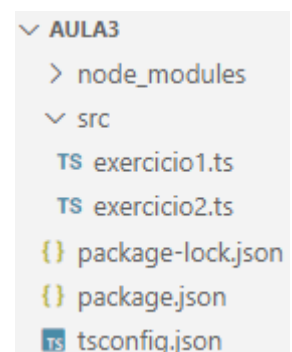 AULA3
node_modules
src
TS exercicio1.ts
TS exercicio2.ts
{} package-lock.json
{} package.json
TS tsconfig.json